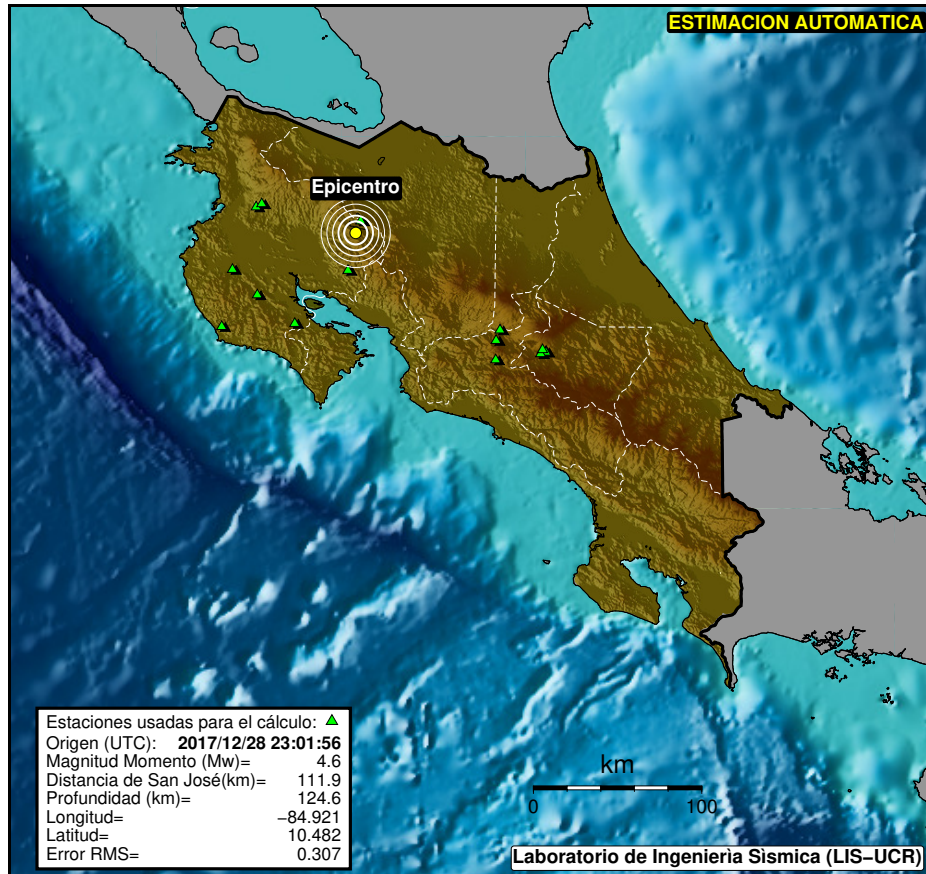 ESTIMACION AUTOMATICA
Epicentro
Estaciones usadas para el cálculo:
Origen (UTC): 2017/12/28 23:01:56
Magnitud Momento (Mw)= 4.6
Distancia de San José(km)= 111.9
Profundidad (km)= 124.6
Longitud= −84.921
Latitud= 10.482
Error RMS= 0.307
km
0 100
Laboratorio de Ingenierìa Sìsmica (LIS−UCR)